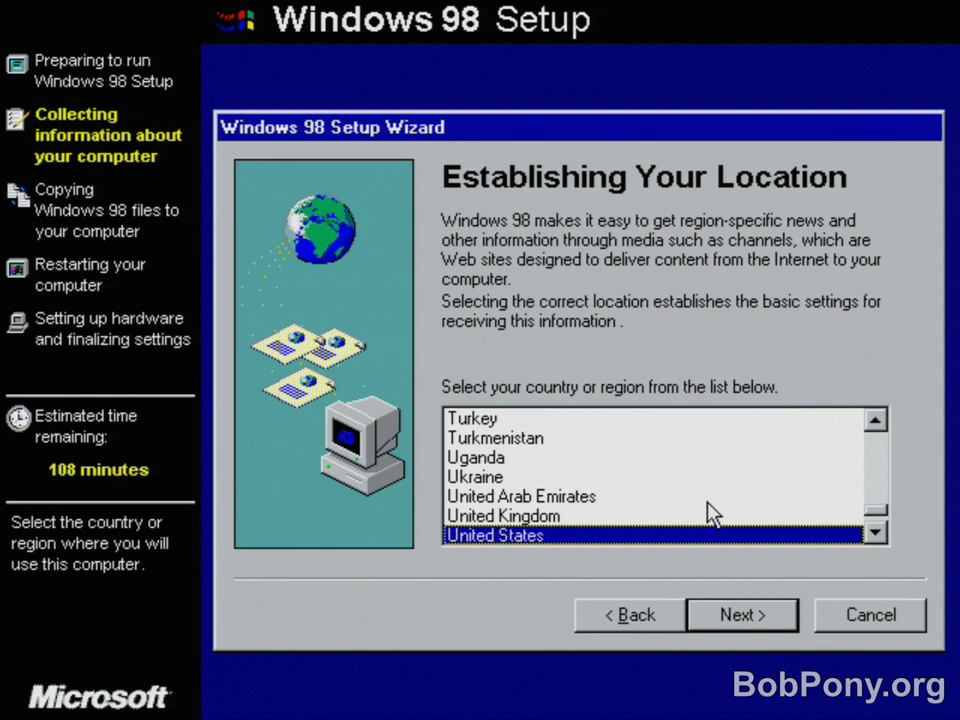 Windows 98 Setup
Preparing to run
Windows 98 Setup
Collecting
information about
your computer
Copying
Windows 98 files to
your computer
Restarting your
computer
Setting up hardware
and finalizing settings
Estimated time
remaining:
108 minutes
Select the country or
region where you will
use this computer.
Microsoft
Windows 98 Setup Wizard
Establishing Your Location
Windows 98 makes it easy to get region-specific news and
other information through media such as channels, which are
Web sites designed to deliver content from the Internet to your
computer.
Selecting the correct location establishes the basic settings for
receiving this information .
Select your country or region from the list below.
Turkey
Turkmenistan
Uganda
Ukraine
United Arab Emirates
United Kingdom
United States
< Back
Next >
Cancel
BobPony.org